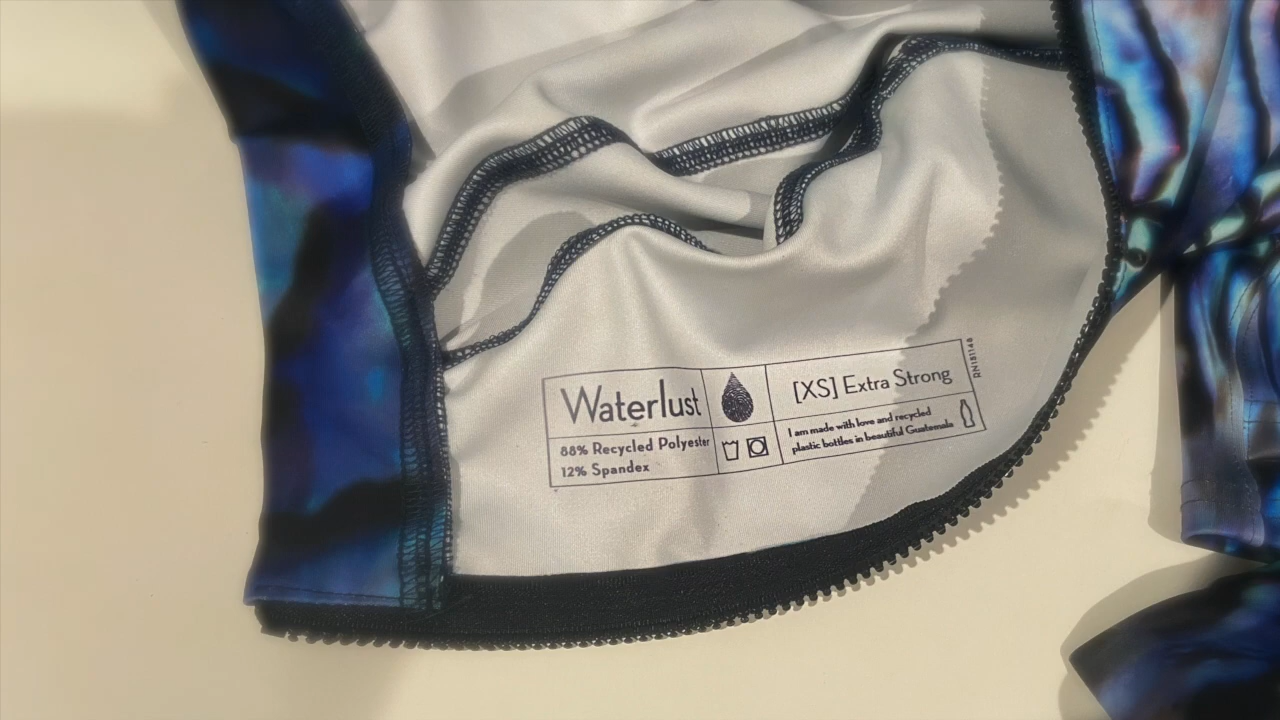 Waterlust
88% Recycled Polyester
12% Spandex
[XS] Extra Strong
I am made with love and recycled
plastic bottles in beautiful Guatemala
RN151146